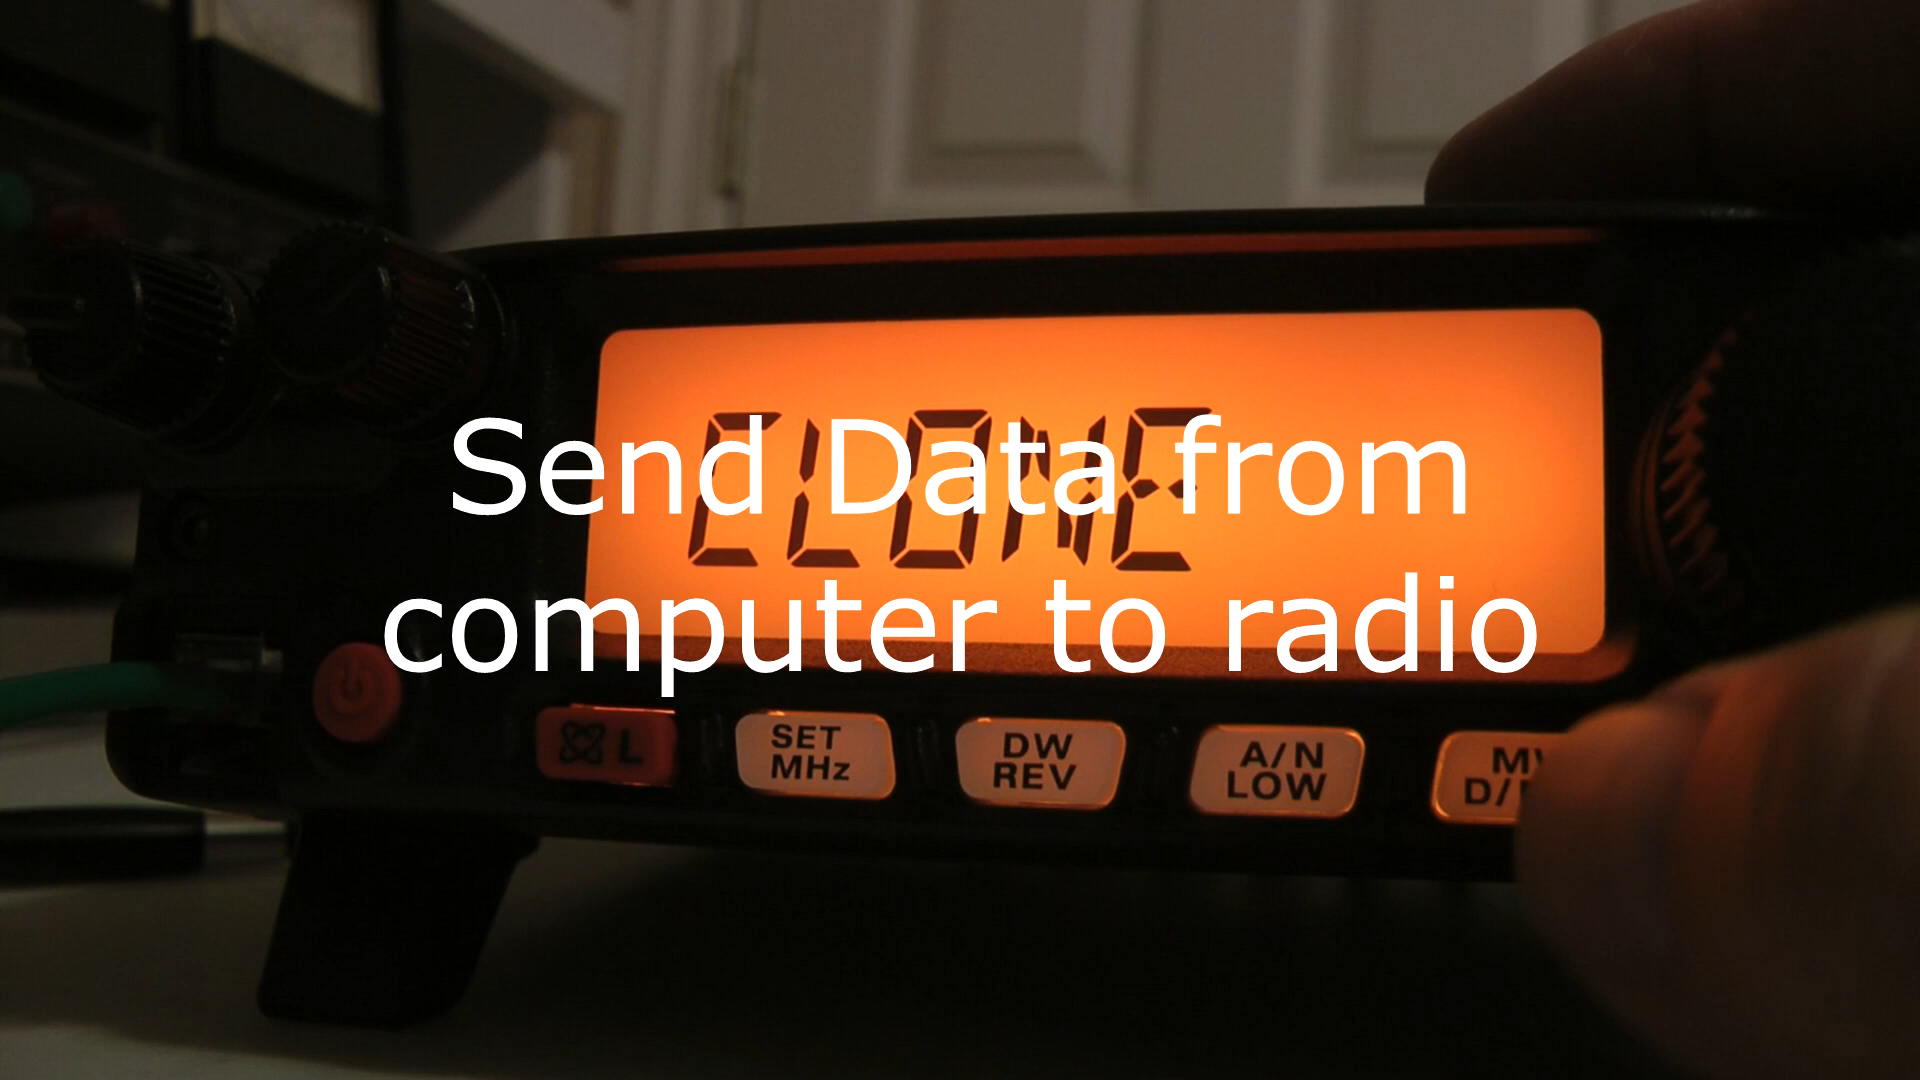 CLONE
Send Data from
computer to radio
L
SET
MHz
DW
REV
A/N
LOW